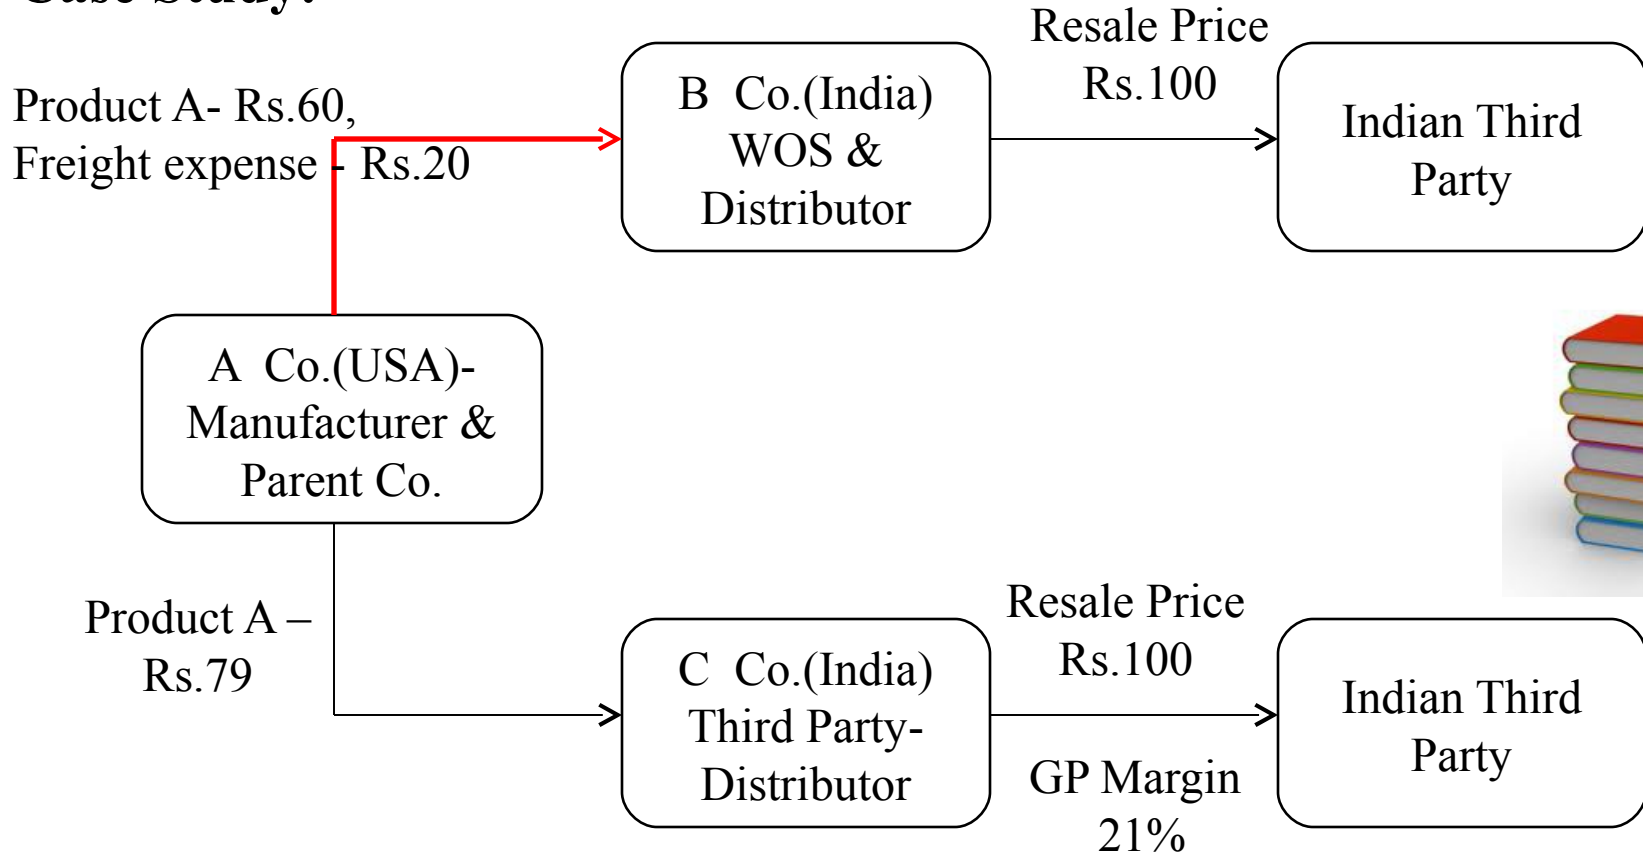 Case Study:
Product A- Rs.60,
Freight expense - Rs.20
B Co.(India)
WOS &
Distributor
Resale Price
Rs.100
Indian Third
Party
A Co.(USA)-
Manufacturer &
Parent Co.
Product A –
Rs.79
C Co.(India)
Third Party-
Distributor
Resale Price
Rs.100
GP Margin
21%
Indian Third
Party